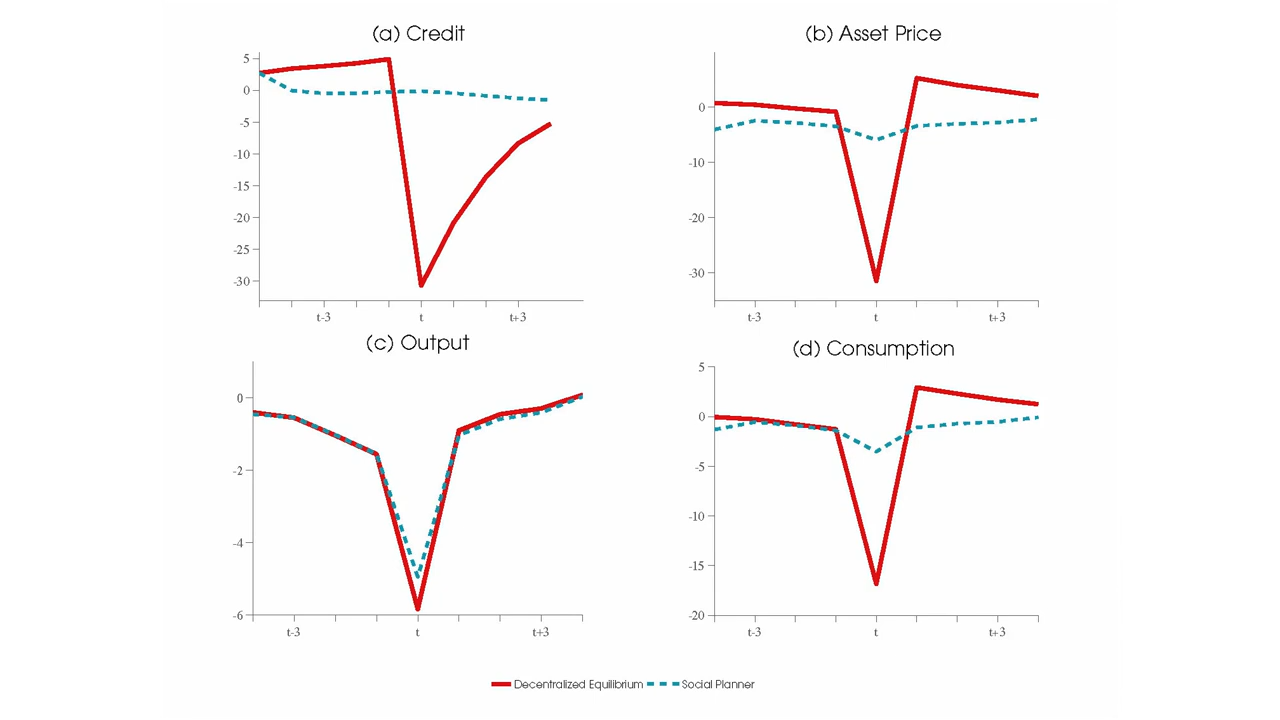 (a) Credit
5
0
-5
-10
-15
-20
-25
-30
t-3 t t+3
(b) Asset Price
0
-10
-20
-30
t-3 t t+3
(c) Output
0
-2
-4
-6
t-3 t t+3
(d) Consumption
5
0
-5
-10
-15
-20
t-3 t t+3
Decentralized Equilibrium Social Planner